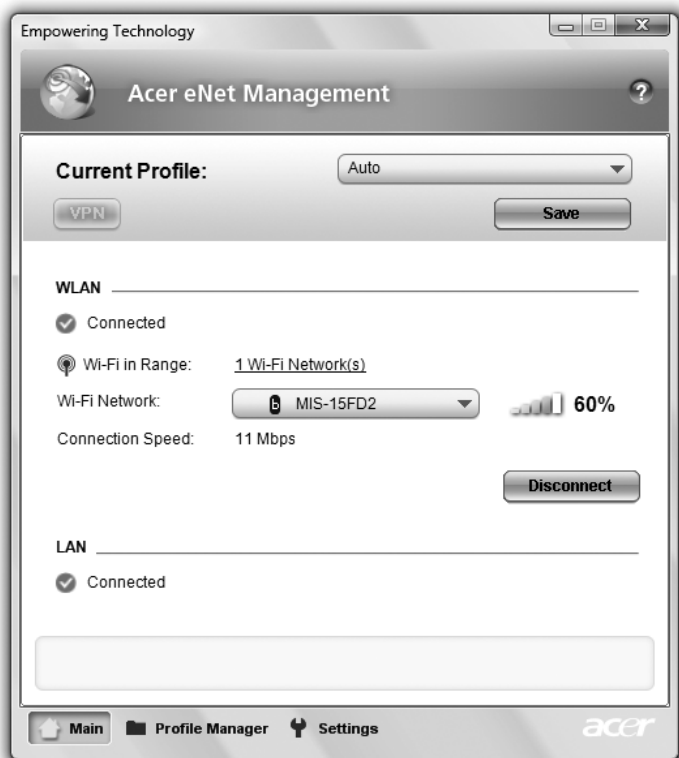 Empowering Technology
Acer eNet Management
?
Current Profile: Auto
VPN Save
WLAN
Connected
Wi-Fi in Range: 1 Wi-Fi Network(s)
Wi-Fi Network: b MIS-15FD2 60%
Connection Speed: 11 Mbps
Disconnect
LAN
Connected
Main Profile Manager Settings acer